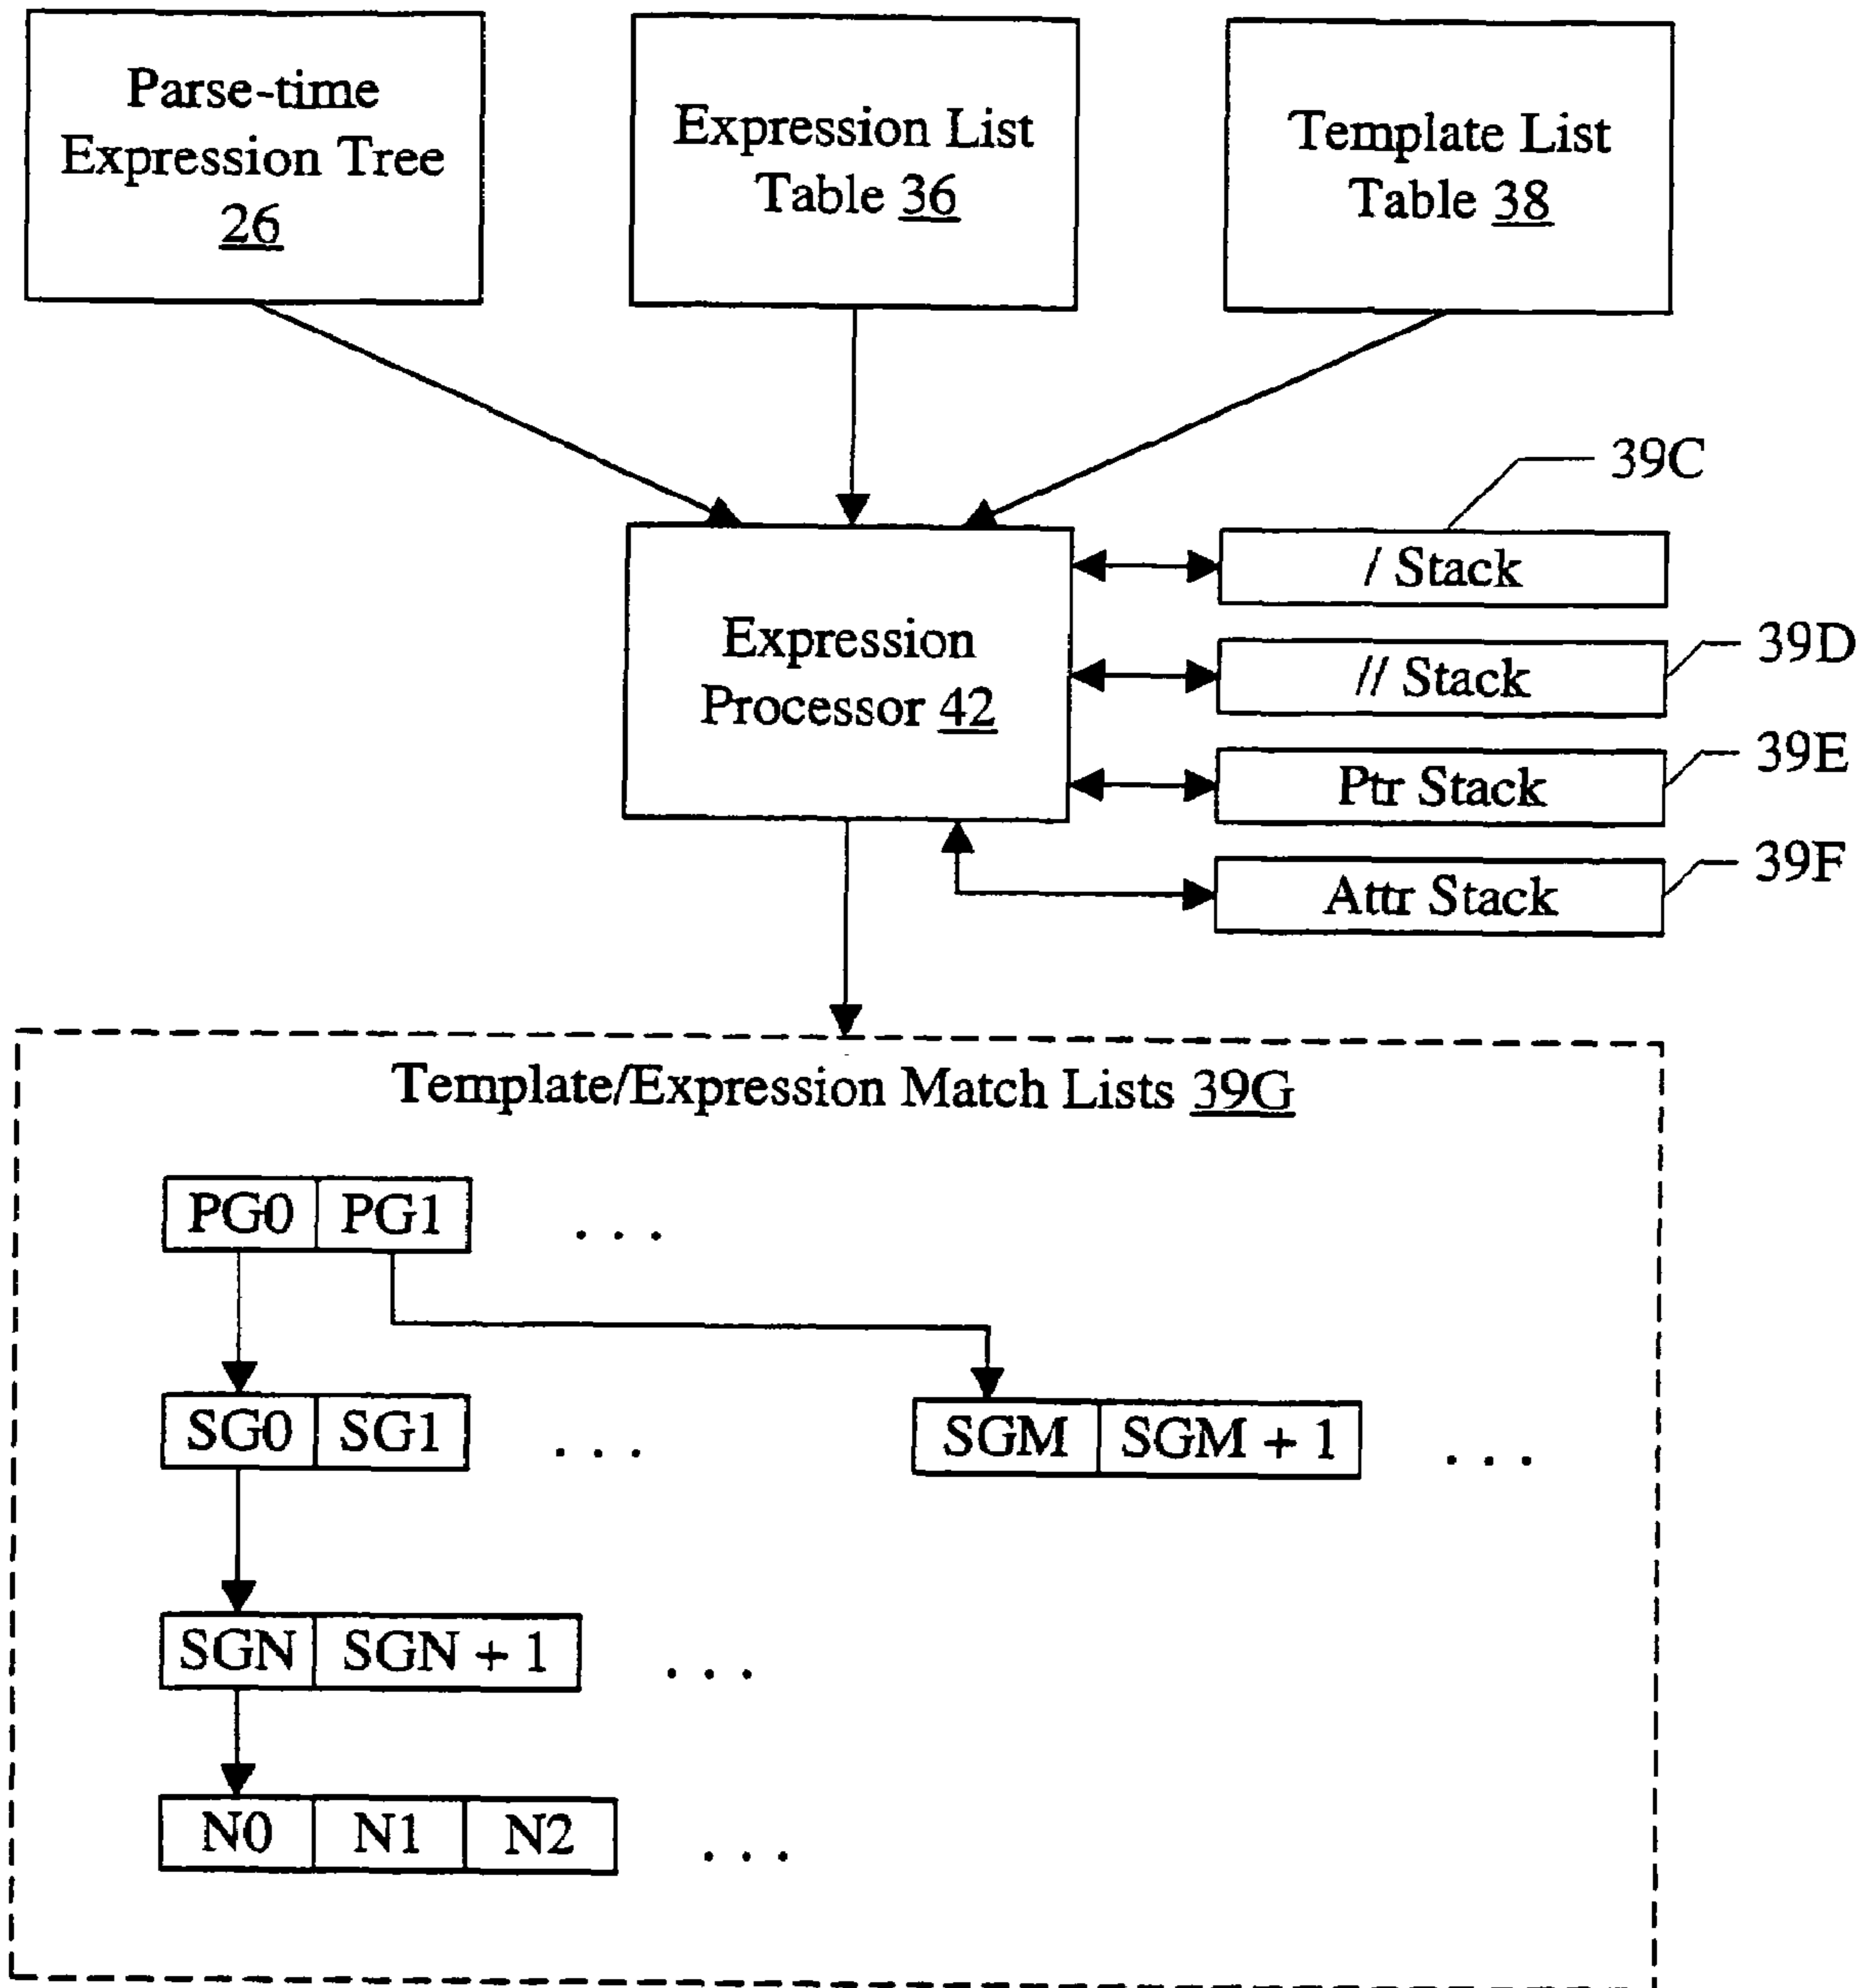 Parse-time
Expression Tree
26
Expression List
Table 36
Template List
Table 38
39C
/ Stack
Expression
Processor 42
39D
// Stack
39E
Ptr Stack
39F
Attr Stack
Template/Expression Match Lists 39G
PG0 PG1 . . .
SG0 SG1 . . . SGM SGM + 1 . . .
SGN SGN + 1 . . .
N0 N1 N2 . . .